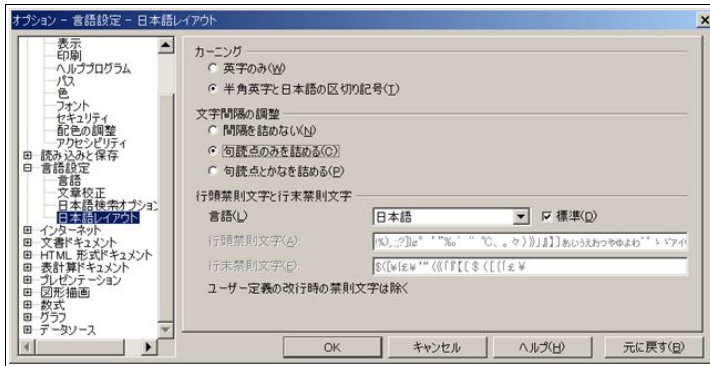 オプション - 言語設定 - 日本語レイアウト
表示
印刷
ヘルププログラム
パス
色
フォント
セキュリティ
配色の調整
アクセシビリティ
読み込みと保存
言語設定
言語
文章校正
日本語検索オプション
日本語レイアウト
インターネット
文書ドキュメント
HTML 形式ドキュメント
表計算ドキュメント
プレゼンテーション
図形描画
数式
グラフ
データソース
カーニング
英字のみ(W)
半角英字と日本語の区切り記号(T)
文字間隔の調整
間隔を詰めない(N)
句読点のみを詰める(C)
句読点とかなを詰める(P)
行頭禁則文字と行末禁則文字
言語(L)
日本語
標準(D)
行頭禁則文字(A):
行末禁則文字(E):
ユーザー定義の改行時の禁則文字は除く
OK
キャンセル
ヘルプ(H)
元に戻す(B)